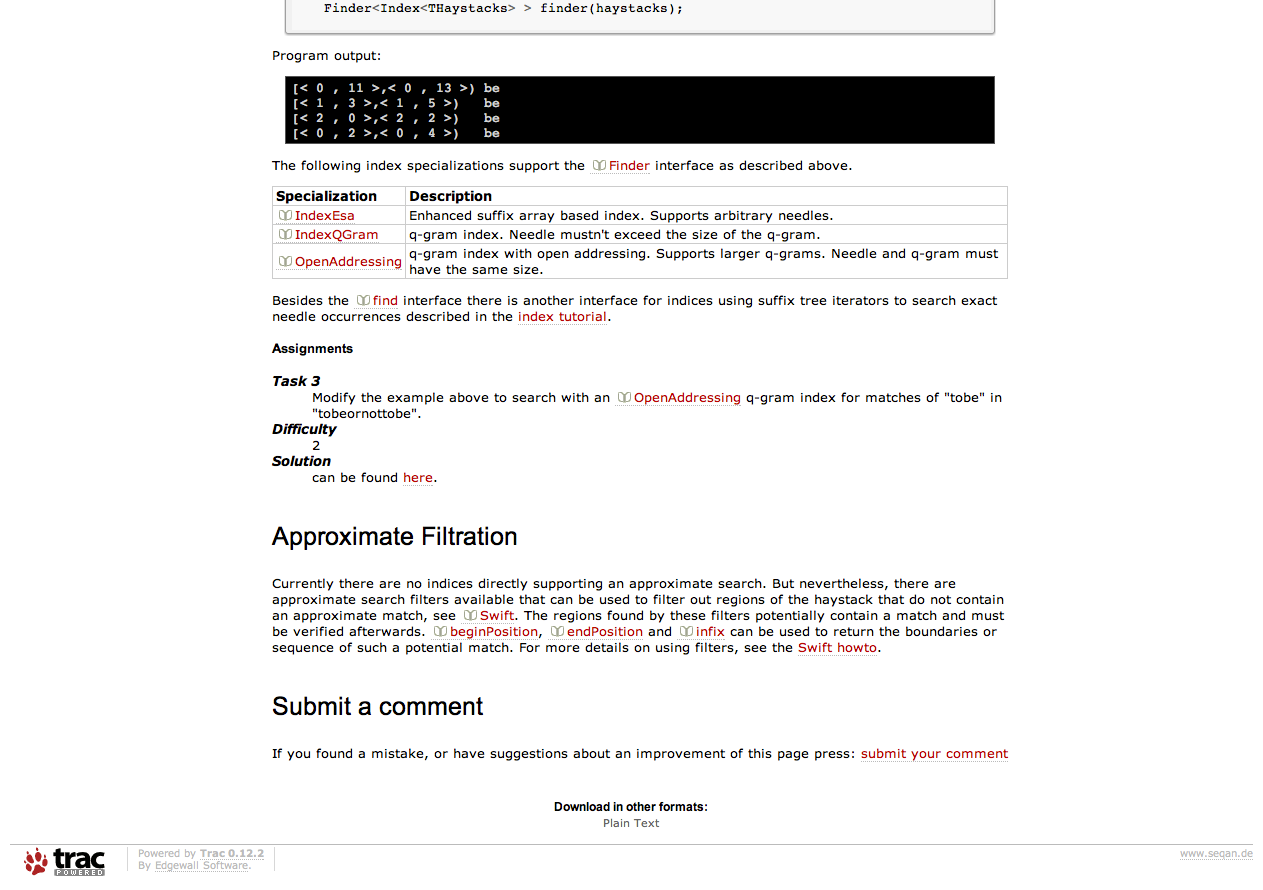 Finder<Index<THaystacks> > finder(haystacks);
Program output:
[< 0 , 11 >,< 0 , 13 >) be
[< 1 , 3 >,< 1 , 5 >)   be
[< 2 , 0 >,< 2 , 2 >)   be
[< 0 , 2 >,< 0 , 4 >)   be
The following index specializations support the Finder interface as described above.
Specialization Description
IndexEsa Enhanced suffix array based index. Supports arbitrary needles.
IndexQGram q-gram index. Needle mustn't exceed the size of the q-gram.
OpenAddressing q-gram index with open addressing. Supports larger q-grams. Needle and q-gram must
have the same size.
Besides the find interface there is another interface for indices using suffix tree iterators to search exact
needle occurrences described in the index tutorial.
Assignments
Task 3
Modify the example above to search with an OpenAddressing q-gram index for matches of "tobe" in
"tobeornottobe".
Difficulty
2
Solution
can be found here.
Approximate Filtration
Currently there are no indices directly supporting an approximate search. But nevertheless, there are
approximate search filters available that can be used to filter out regions of the haystack that do not contain
an approximate match, see Swift. The regions found by these filters potentially contain a match and must
be verified afterwards. beginPosition, endPosition and infix can be used to return the boundaries or
sequence of such a potential match. For more details on using filters, see the Swift howto.
Submit a comment
If you found a mistake, or have suggestions about an improvement of this page press: submit your comment
Download in other formats:
Plain Text
trac
POWERED
Powered by Trac 0.12.2
By Edgewall Software.
www.seqan.de